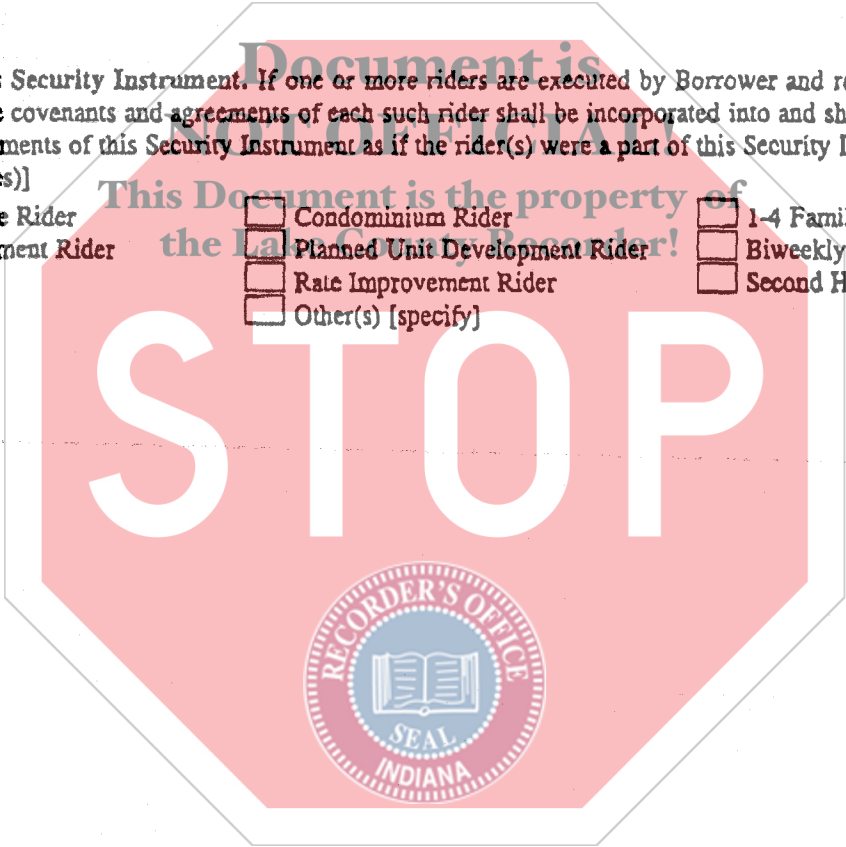 Document is
s Security Instrument. If one or more riders are executed by Borrower and re
e covenants and agreements of each such rider shall be incorporated into and sh
NOT OFFICIAL!
ments of this Security Instrument as if the rider(s) were a part of this Security I
s)]
This Document is the property of
e Rider Condominium Rider 1-4 Famil
the Lake County Recorder!
ment Rider Planned Unit Development Rider Biweekly
Rate Improvement Rider Second H
Other(s) [specify]
STOP
RECORDER'S OFFICE
SEAL
INDIANA